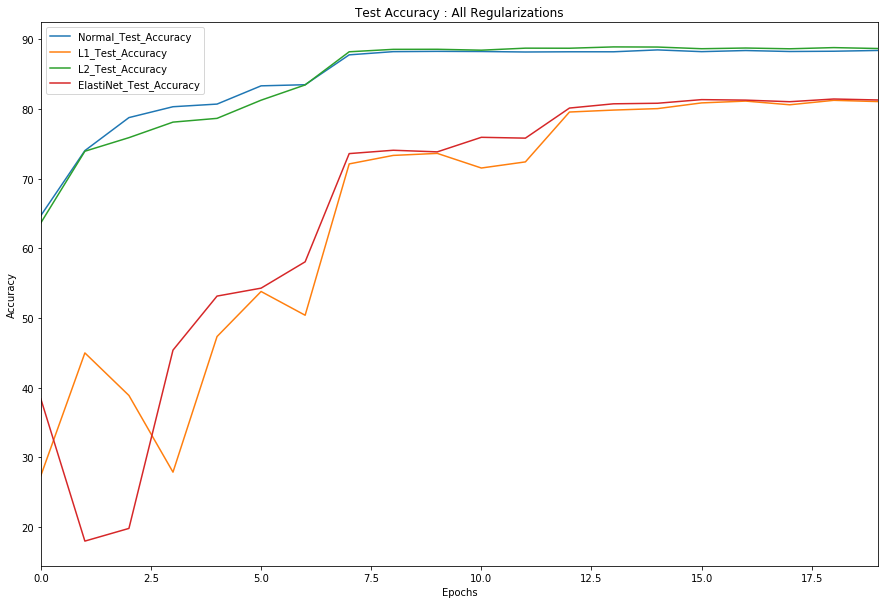 Test Accuracy : All Regularizations
Normal_Test_Accuracy
L1_Test_Accuracy
L2_Test_Accuracy
ElastiNet_Test_Accuracy
90
80
70
60
50
40
30
20
Accuracy
0.0 2.5 5.0 7.5 10.0 12.5 15.0 17.5
Epochs